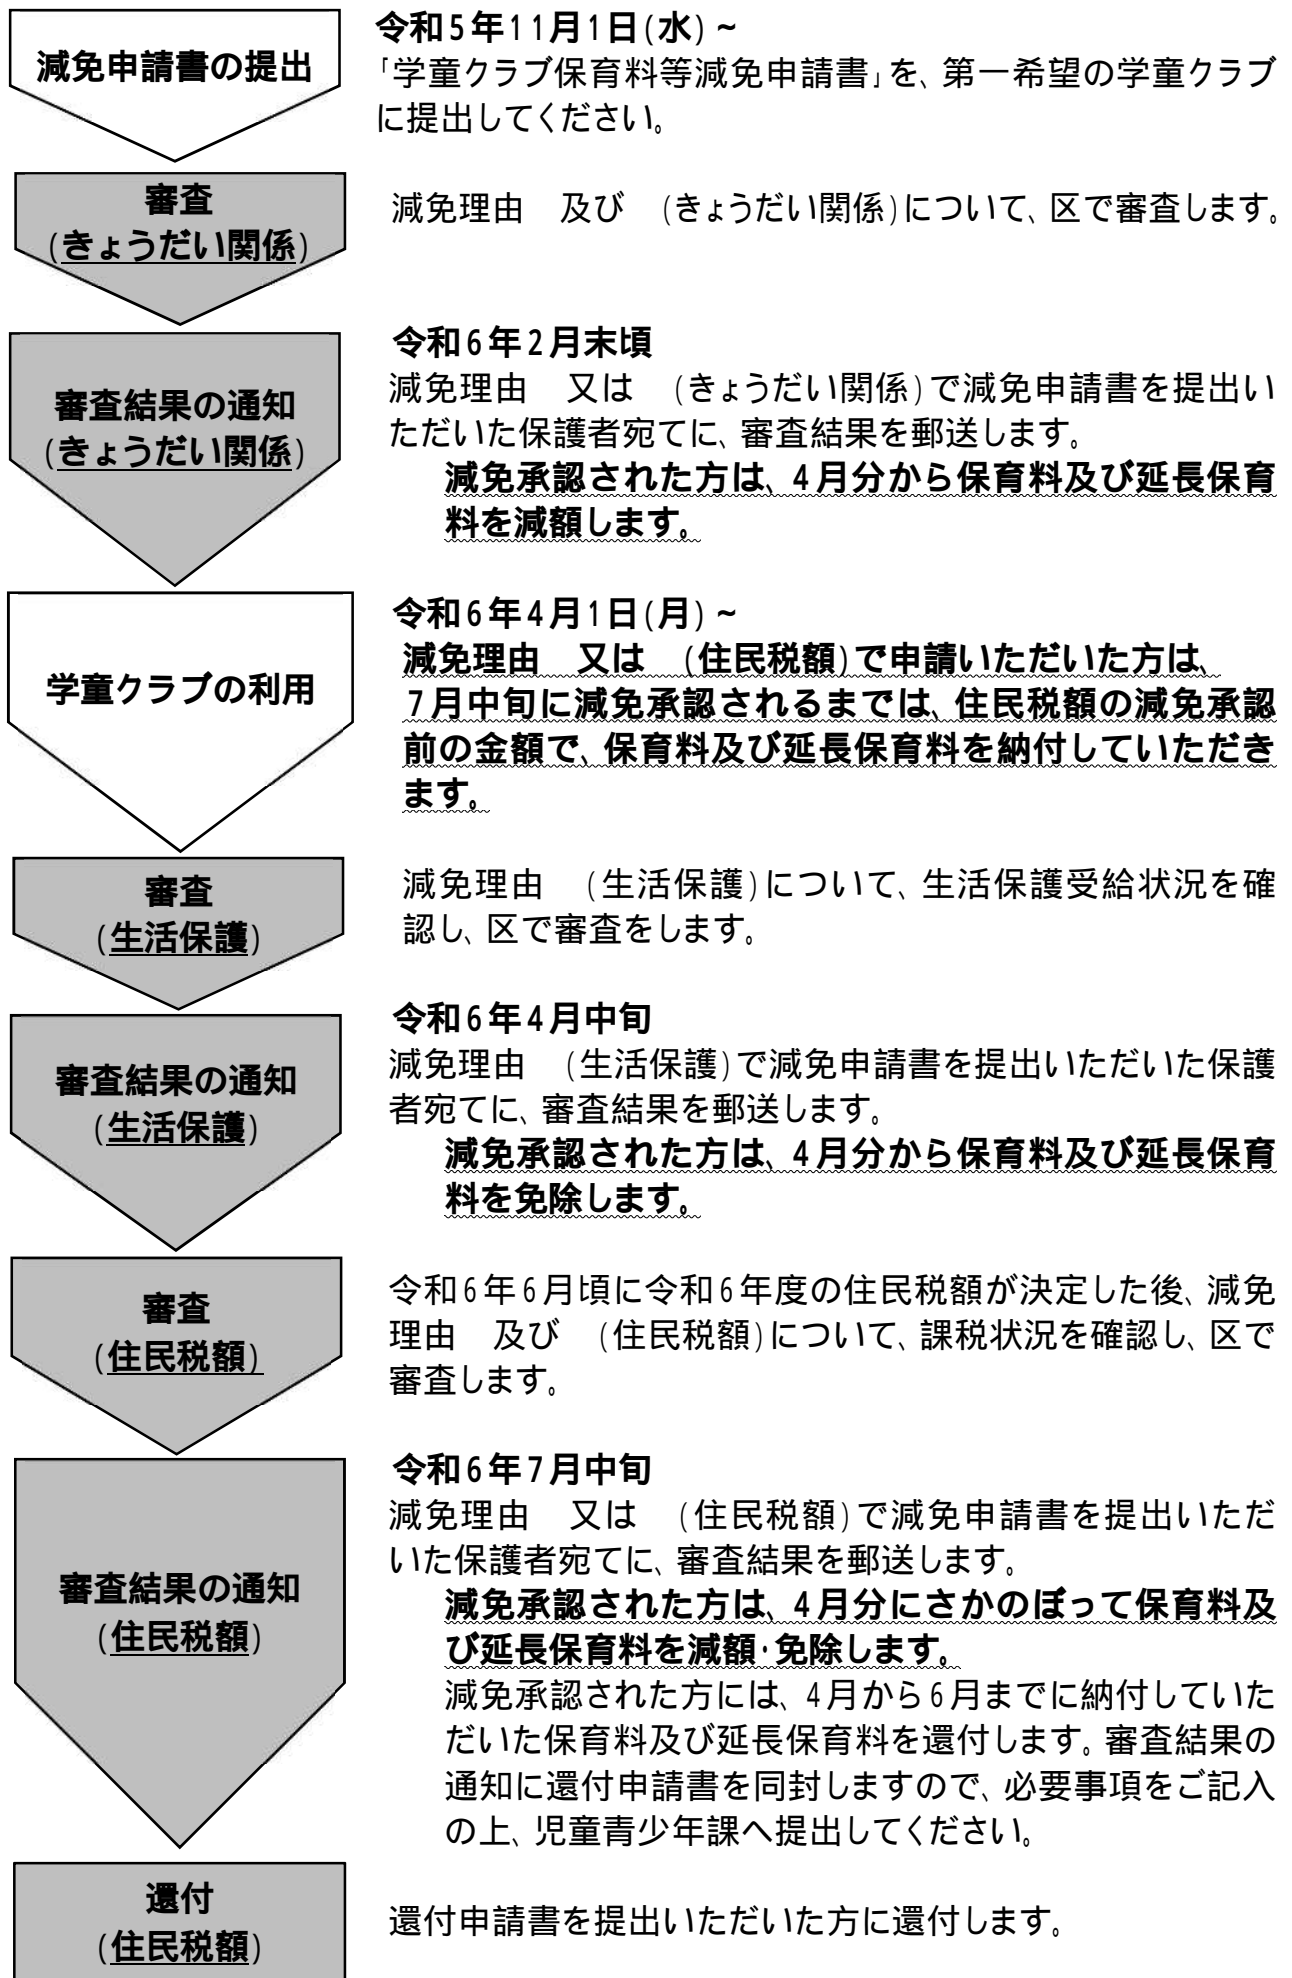 減免申請書の提出
令和5年11月1日(水)~
「学童クラブ保育料等減免申請書」を、第一希望の学童クラブ
に提出してください。
審査
(きょうだい関係)
減免理由　及び　(きょうだい関係)について、区で審査します。
審査結果の通知
(きょうだい関係)
令和6年2月末頃
減免理由　又は　(きょうだい関係)で減免申請書を提出い
ただいた保護者宛てに、審査結果を郵送します。
減免承認された方は、4月分から保育料及び延長保育
料を減額します。
学童クラブの利用
令和6年4月1日(月)~
減免理由　又は　(住民税額)で申請いただいた方は、
7月中旬に減免承認されるまでは、住民税額の減免承認
前の金額で、保育料及び延長保育料を納付していただき
ます。
審査
(生活保護)
減免理由　(生活保護)について、生活保護受給状況を確
認し、区で審査をします。
審査結果の通知
(生活保護)
令和6年4月中旬
減免理由　(生活保護)で減免申請書を提出いただいた保護
者宛てに、審査結果を郵送します。
減免承認された方は、4月分から保育料及び延長保育
料を免除します。
審査
(住民税額)
令和6年6月頃に令和6年度の住民税額が決定した後、減免
理由　及び　(住民税額)について、課税状況を確認し、区で
審査します。
審査結果の通知
(住民税額)
令和6年7月中旬
減免理由　又は　(住民税額)で減免申請書を提出いただ
いた保護者宛てに、審査結果を郵送します。
減免承認された方は、4月分にさかのぼって保育料及
び延長保育料を減額・免除します。
減免承認された方には、4月から6月までに納付していた
だいた保育料及び延長保育料を還付します。審査結果の
通知に還付申請書を同封しますので、必要事項をご記入
の上、児童青少年課へ提出してください。
還付
(住民税額)
還付申請書を提出いただいた方に還付します。